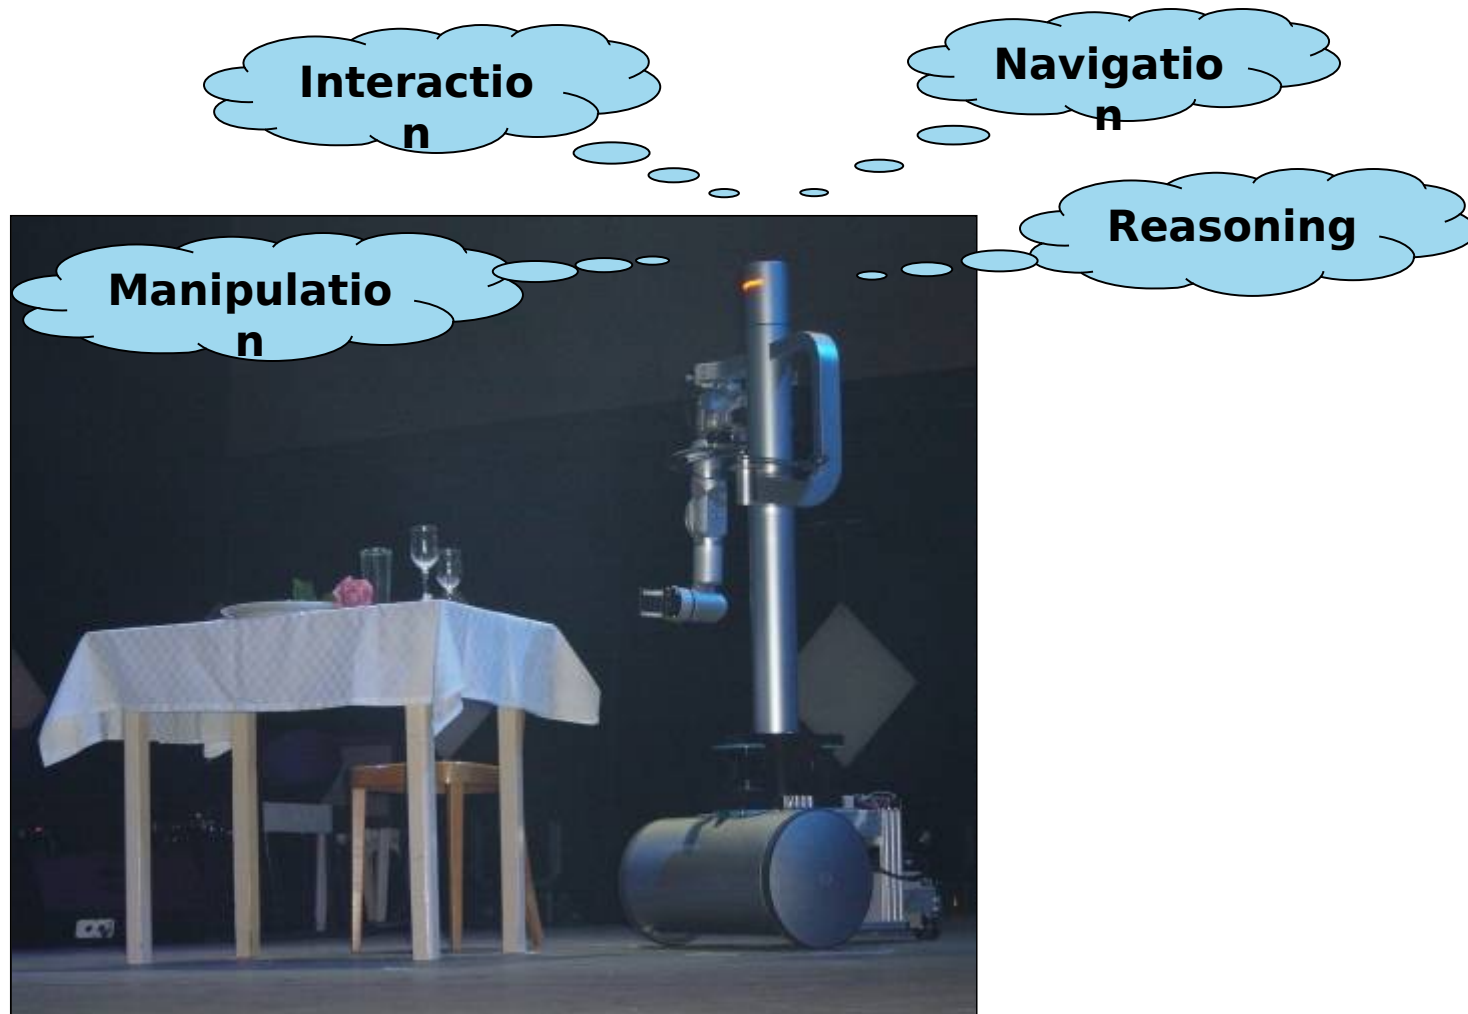 Interactio
n
Navigatio
n
Reasoning
Manipulatio
n